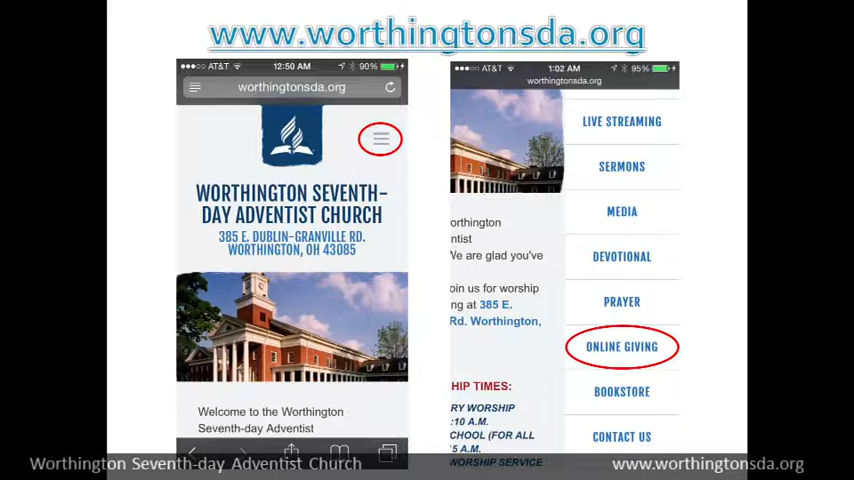 www.worthingtonsda.org
AT&T 12:50 AM 90%
worthingtonsda.org
WORTHINGTON SEVENTH-
DAY ADVENTIST CHURCH
385 E. DUBLIN-GRANVILLE RD.
WORTHINGTON, OH 43085
Welcome to the Worthington
Seventh-day Adventist
AT&T 1:02 AM 95%
worthingtonsda.org
orthington
ntist
We are glad you've
oin us for worship
ng at 385 E.
Rd. Worthington,
HIP TIMES:
RY WORSHIP
:10 A.M.
CHOOL (FOR ALL
5 A.M.
WORSHIP SERVICE
LIVE STREAMING
SERMONS
MEDIA
DEVOTIONAL
PRAYER
ONLINE GIVING
BOOKSTORE
CONTACT US
Worthington Seventh-day Adventist Church
www.worthingtonsda.org